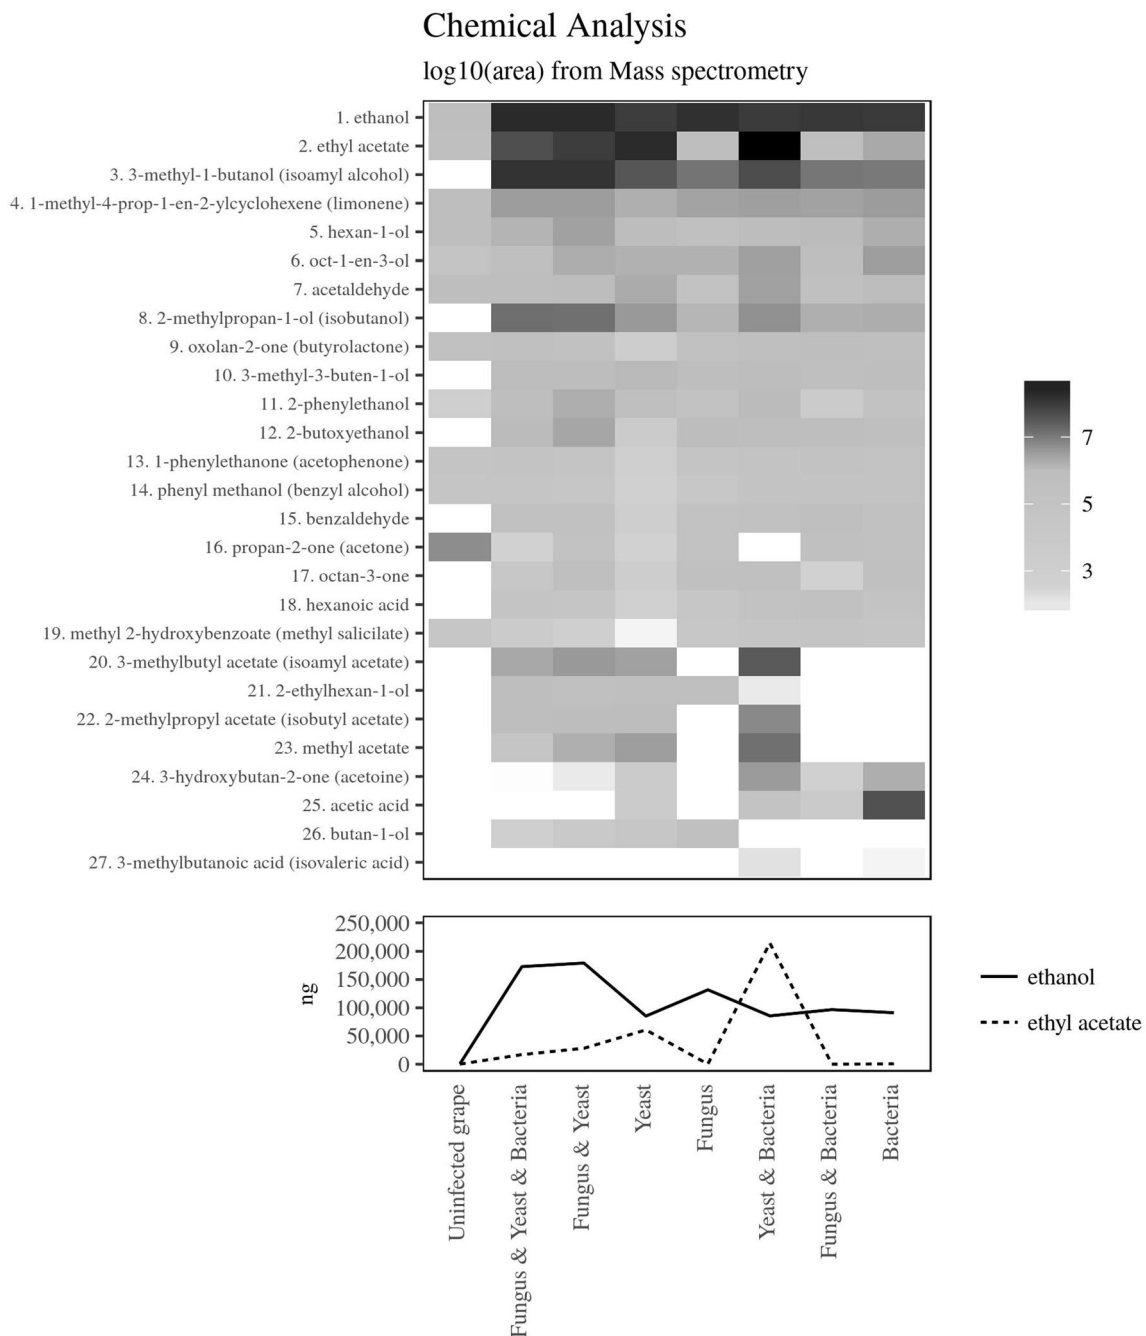 Chemical Analysis
log10(area) from Mass spectrometry
1. ethanol
2. ethyl acetate
3. 3-methyl-1-butanol (isoamyl alcohol)
4. 1-methyl-4-prop-1-en-2-ylcyclohexene (limonene)
5. hexan-1-ol
6. oct-1-en-3-ol
7. acetaldehyde
8. 2-methylpropan-1-ol (isobutanol)
9. oxolan-2-one (butyrolactone)
10. 3-methyl-3-buten-1-ol
11. 2-phenylethanol
12. 2-butoxyethanol
13. 1-phenylethanone (acetophenone)
14. phenyl methanol (benzyl alcohol)
15. benzaldehyde
16. propan-2-one (acetone)
17. octan-3-one
18. hexanoic acid
19. methyl 2-hydroxybenzoate (methyl salicilate)
20. 3-methylbutyl acetate (isoamyl acetate)
21. 2-ethylhexan-1-ol
22. 2-methylpropyl acetate (isobutyl acetate)
23. methyl acetate
24. 3-hydroxybutan-2-one (acetoine)
25. acetic acid
26. butan-1-ol
27. 3-methylbutanoic acid (isovaleric acid)
7
5
3
250,000
200,000
150,000
100,000
50,000
0
ng
ethanol
ethyl acetate
Uninfected grape
Fungus & Yeast & Bacteria
Fungus & Yeast
Yeast
Fungus
Yeast & Bacteria
Fungus & Bacteria
Bacteria